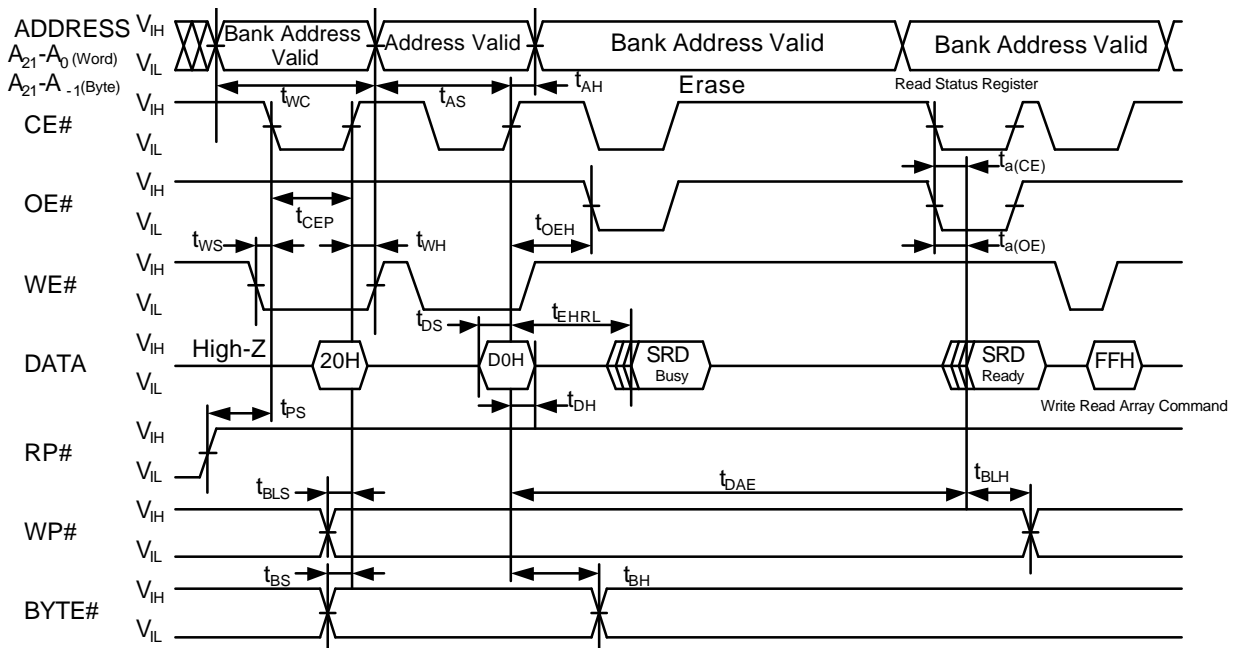 ADDRESS VIH Bank Address Valid Address Valid Bank Address Valid Bank Address Valid
A21-A0 (Word) VIL
A21-A -1(Byte) tWC tAS tAH Erase Read Status Register
VIH
CE#
VIL
ta(CE)
VIH
OE#
tCEP tOEH
VIL
tWS tWH ta(OE)
VIH
WE#
VIL
tDS tEHRL
VIH High-Z
DATA 20H D0H SRD Busy SRD Ready FFH
VIL
tPS tDH Write Read Array Command
VIH
RP#
VIL
tBLS tDAE tBLH
VIH
WP#
VIL
tBS tBH
VIH
BYTE#
VIL